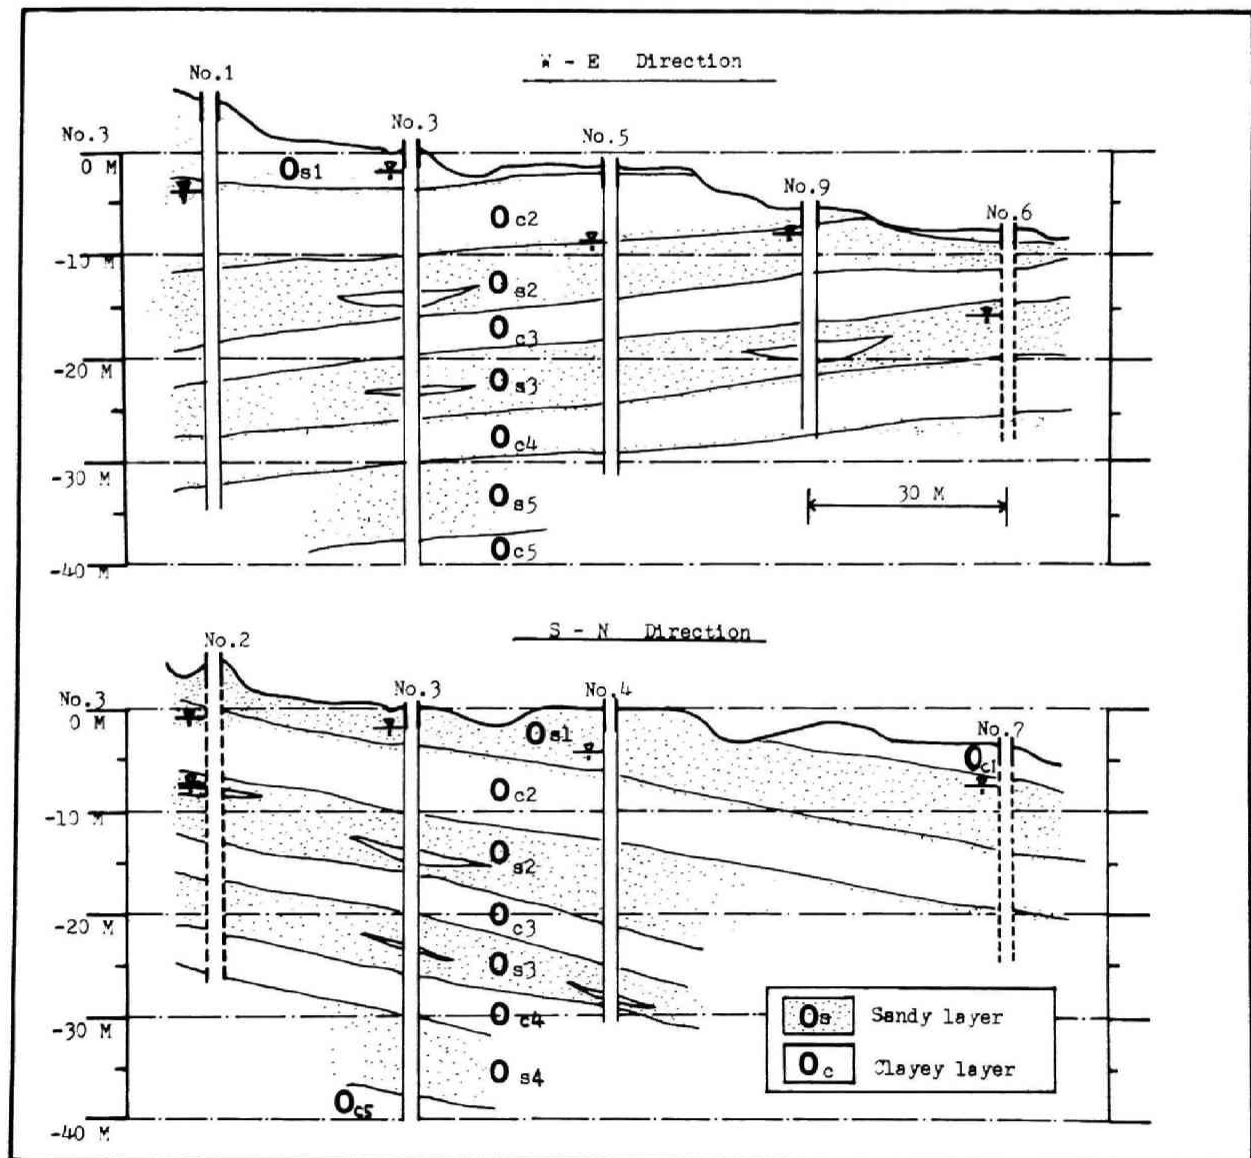 W - E Direction
No.1
No.3
No.3
No.5
0 M
Os1
No.9
Oc2
No.6
-10 M
Os2
Oc3
-20 M
Os3
Oc4
-30 M
30 M
Os5
Oc5
-40 M
S - N Direction
No.2
No.3
No.3
No.4
0 M
Os1
No.7
Oc1
Oc2
-10 M
Os2
Oc3
-20 M
Os3
Oc4
-30 M
Os Sandy layer
Os4
Oc Clayey layer
Oc5
-40 M